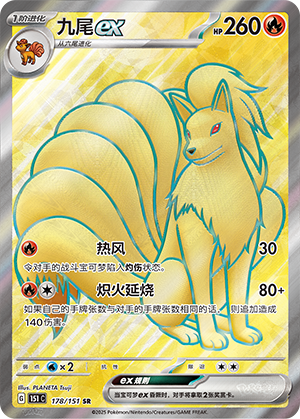 1阶进化
九尾ex
HP260
从六尾进化
热风 30
令对手的战斗宝可梦陷入灼伤状态。
炽火延烧 80+
如果自己的手牌张数与对手的手牌张数相同的话，则追加造成
140伤害。
弱点 ×2 抗性 撤退
Illus. PLANETA Tsuji
G 151 C 178/151 SR
ex规则
当宝可梦ex昏厥时，对手将拿取2张奖赏卡。
©2025 Pokémon/Nintendo/Creatures/GAME FREAK.